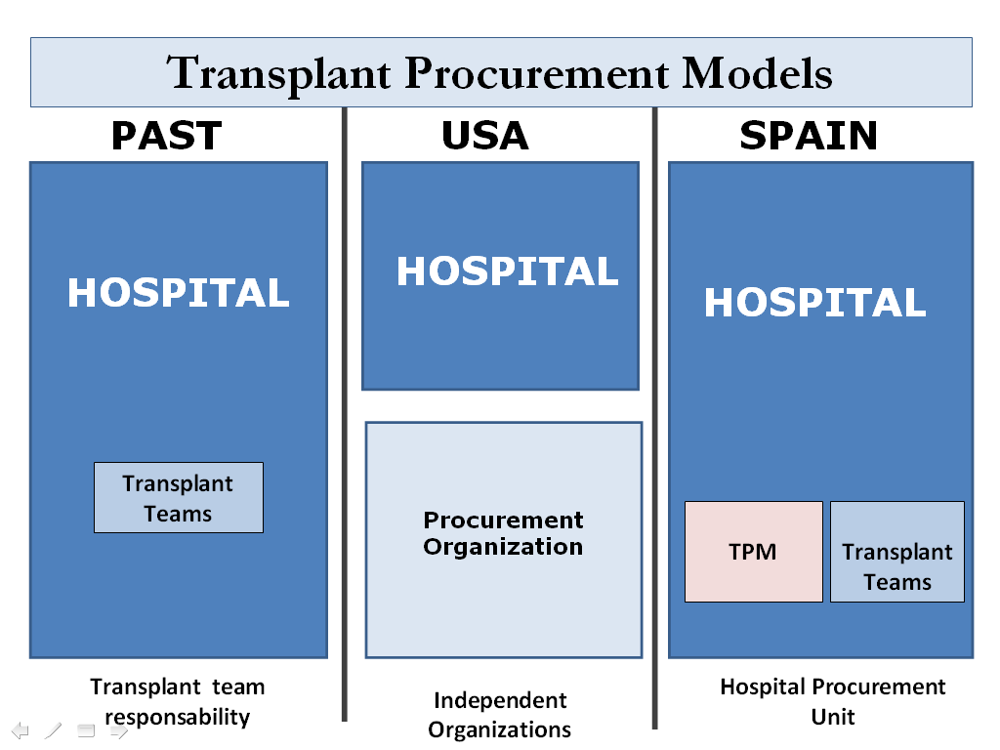 Transplant Procurement Models
PAST
HOSPITAL
Transplant
Teams
Transplant team
responsability
USA
HOSPITAL
Procurement
Organization
Independent
Organizations
SPAIN
HOSPITAL
TPM
Transplant
Teams
Hospital Procurement
Unit